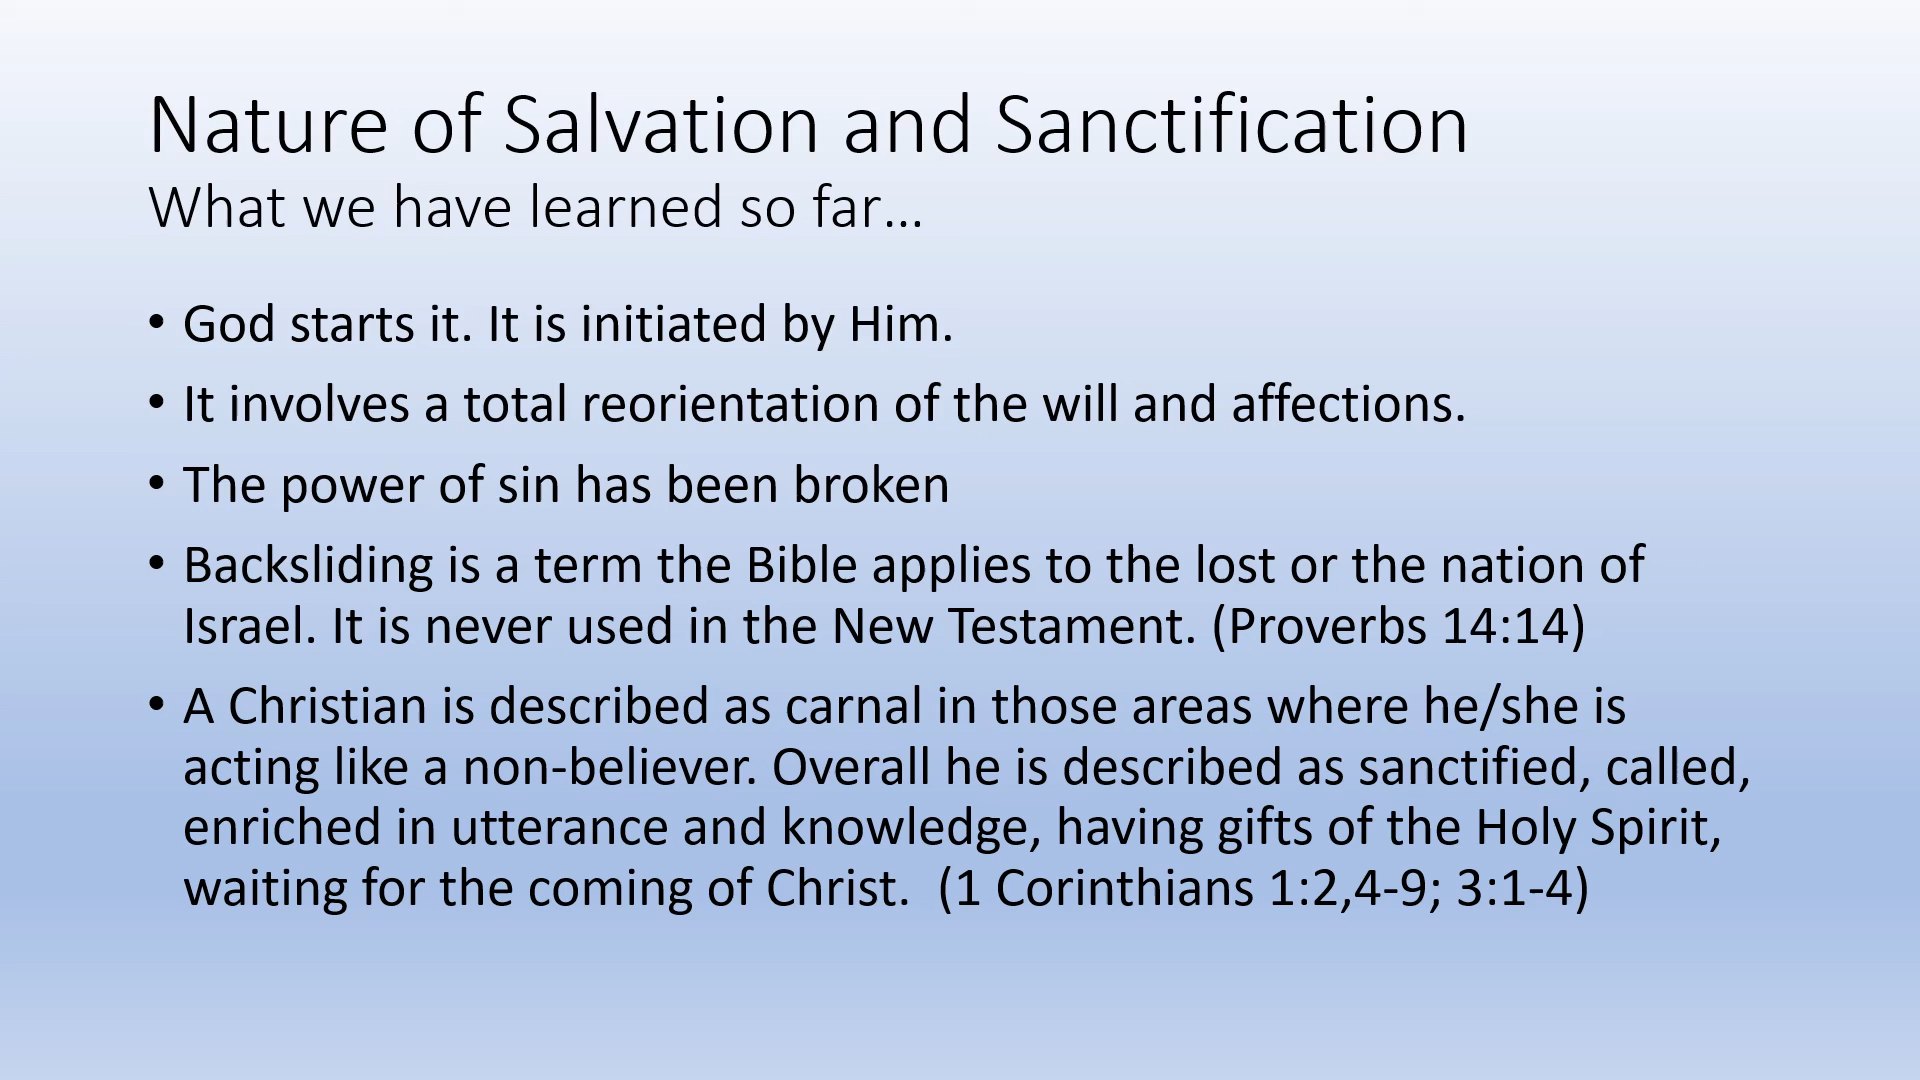 Nature of Salvation and Sanctification
What we have learned so far…
• God starts it. It is initiated by Him.
• It involves a total reorientation of the will and affections.
• The power of sin has been broken
• Backsliding is a term the Bible applies to the lost or the nation of
Israel. It is never used in the New Testament. (Proverbs 14:14)
• A Christian is described as carnal in those areas where he/she is
acting like a non-believer. Overall he is described as sanctified, called,
enriched in utterance and knowledge, having gifts of the Holy Spirit,
waiting for the coming of Christ.  (1 Corinthians 1:2,4-9; 3:1-4)